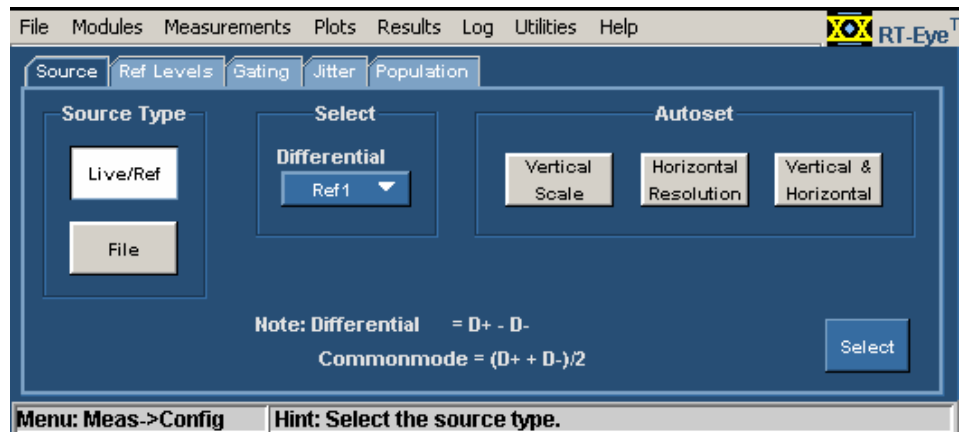 File Modules Measurements Plots Results Log Utilities Help RT-Eye T
Source Ref Levels Gating Jitter Population
Source Type Select Autoset
Live/Ref
File
Differential
Ref1
Vertical Scale
Horizontal Resolution
Vertical & Horizontal
Note: Differential = D+ - D-
Commonmode = (D+ + D-)/2
Select
Menu: Meas->Config Hint: Select the source type.